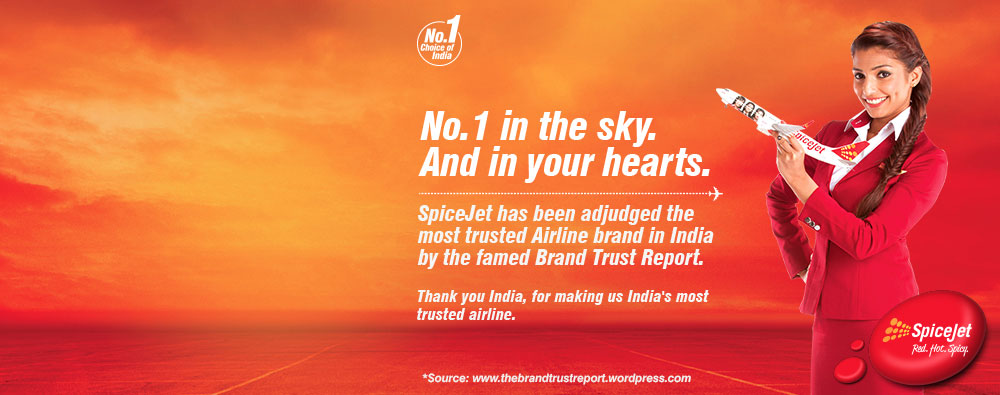 No.1
Choice of
India
No.1 in the sky.
And in your hearts.
SpiceJet has been adjudged the
most trusted Airline brand in India
by the famed Brand Trust Report.
Thank you India, for making us India's most
trusted airline.
*Source: www.thebrandtrustreport.wordpress.com
spicejet
SpiceJet
Red. Hot. Spicy.